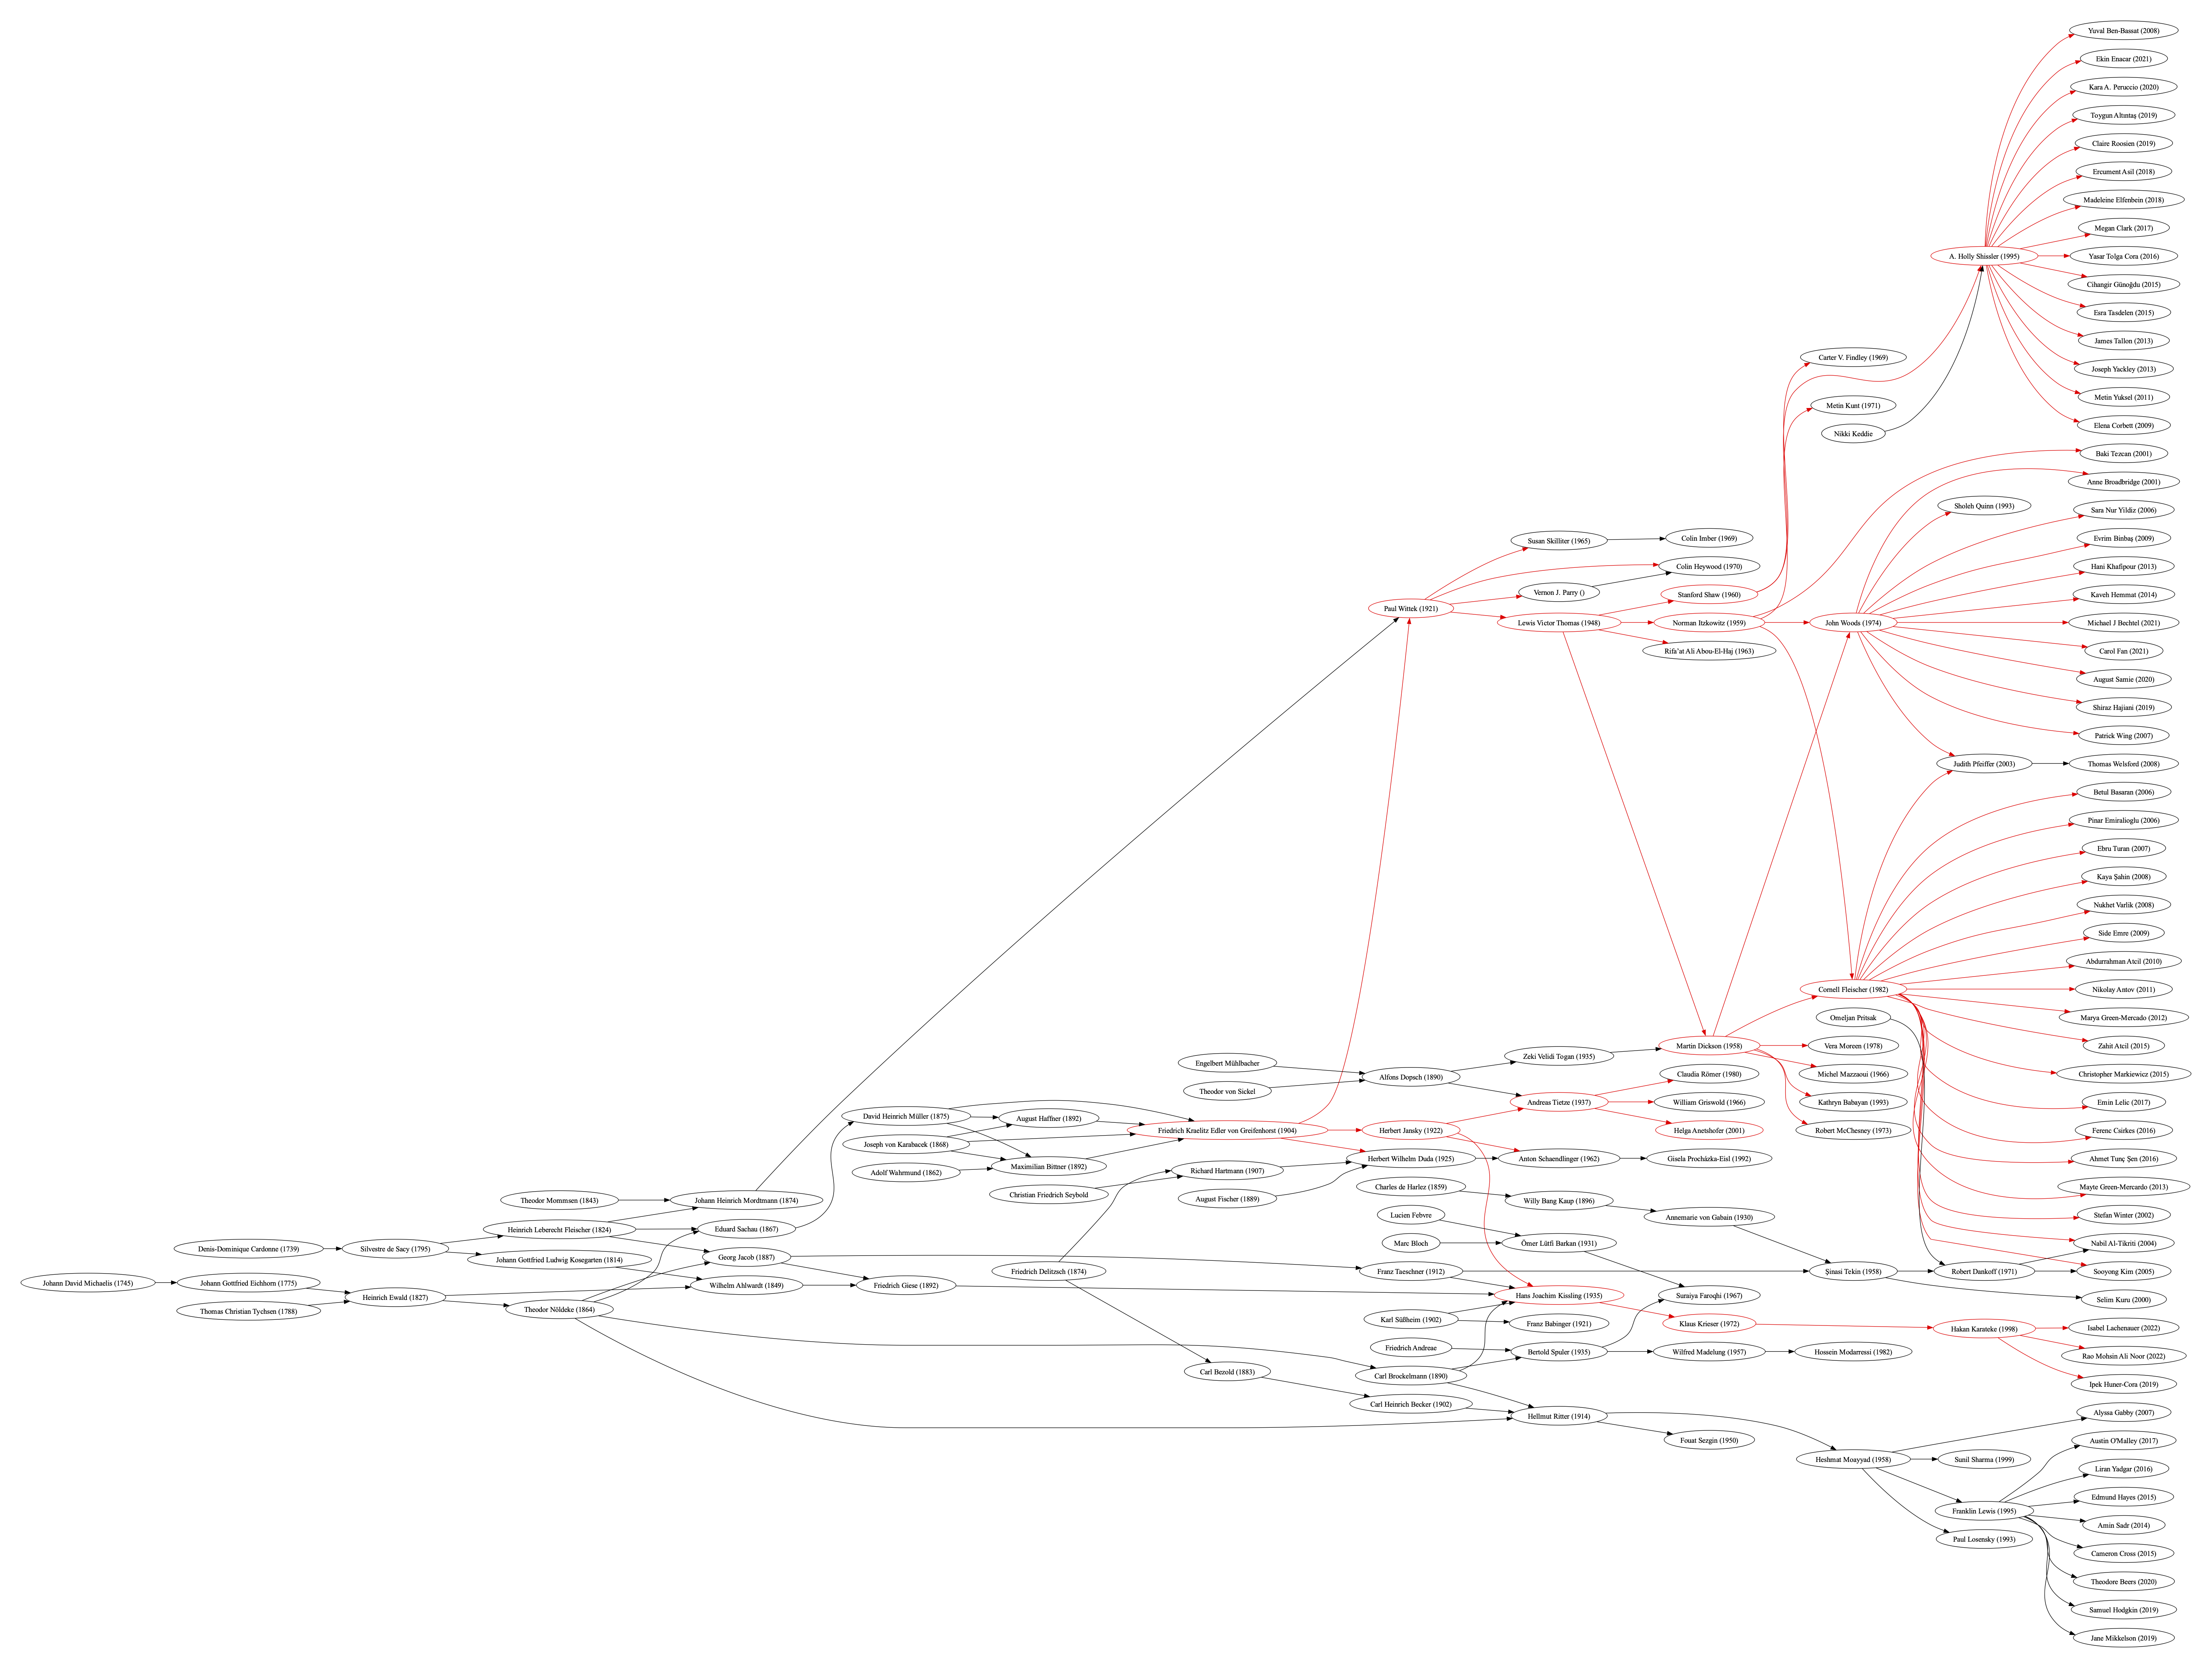 Yuval Ben-Bassat (2008)
Ekin Enacar (2021)
Kara A. Peruccio (2020)
Toygun Altıntaş (2019)
Claire Roosien (2019)
Ercument Asil (2018)
Madeleine Elfenbein (2018)
Megan Clark (2017)
A. Holly Shissler (1995)
Yasar Tolga Cora (2016)
Cihangir Günoğdu (2015)
Esra Tasdelen (2015)
James Tallon (2013)
Carter V. Findley (1969)
Joseph Yackley (2013)
Metin Yuksel (2011)
Metin Kunt (1971)
Elena Corbett (2009)
Nikki Keddie
Baki Tezcan (2001)
Anne Broadbridge (2001)
Sholeh Quinn (1993)
Sara Nur Yildiz (2006)
Susan Skilliter (1965)
Colin Imber (1969)
Evrim Binbaş (2009)
Colin Heywood (1970)
Hani Khafipour (2013)
Vernon J. Parry ()
Stanford Shaw (1960)
Kaveh Hemmat (2014)
Paul Wittek (1921)
Lewis Victor Thomas (1948)
Norman Itzkowitz (1959)
John Woods (1974)
Michael J Bechtel (2021)
Rifa'at Ali Abou-El-Haj (1963)
Carol Fan (2021)
August Samie (2020)
Shiraz Hajiani (2019)
Patrick Wing (2007)
Judith Pfeiffer (2003)
Thomas Welsford (2008)
Betul Basaran (2006)
Pinar Emiralioglu (2006)
Ebru Turan (2007)
Kaya Şahin (2008)
Nukhet Varlik (2008)
Side Emre (2009)
Abdurrahman Atcil (2010)
Cornell Fleischer (1982)
Nikolay Antov (2011)
Omeljan Pritsak
Marya Green-Mercado (2012)
Martin Dickson (1958)
Vera Moreen (1978)
Zahit Atcil (2015)
Engelbert Mühlbacher
Zeki Velidi Togan (1935)
Michel Mazzaoui (1966)
Christopher Markiewicz (2015)
Alfons Dopsch (1890)
Claudia Römer (1980)
Theodor von Sickel
Andreas Tietze (1937)
William Griswold (1966)
Kathryn Babayan (1993)
Emin Lelic (2017)
David Heinrich Müller (1875)
August Haffner (1892)
Friedrich Kraelitz Edler von Greifenhorst (1904)
Herbert Jansky (1922)
Helga Anetshofer (2001)
Robert McChesney (1973)
Ferenc Csirkes (2016)
Joseph von Karabacek (1868)
Herbert Wilhelm Duda (1925)
Anton Schaendlinger (1962)
Gisela Procházka-Eisl (1992)
Ahmet Tunç Şen (2016)
Adolf Wahrmund (1862)
Maximilian Bittner (1892)
Richard Hartmann (1907)
Charles de Harlez (1859)
Mayte Green-Mercardo (2013)
Theodor Mommsen (1843)
Johann Heinrich Mordtmann (1874)
Christian Friedrich Seybold
August Fischer (1889)
Willy Bang Kaup (1896)
Lucien Febvre
Annemarie von Gabain (1930)
Stefan Winter (2002)
Heinrich Leberecht Fleischer (1824)
Eduard Sachau (1867)
Marc Bloch
Ömer Lütfi Barkan (1931)
Nabil Al-Tikriti (2004)
Denis-Dominique Cardonne (1739)
Silvestre de Sacy (1795)
Johann Gottfried Ludwig Kosegarten (1814)
Georg Jacob (1887)
Friedrich Delitzsch (1874)
Franz Taeschner (1912)
Şinasi Tekin (1958)
Robert Dankoff (1971)
Sooyong Kim (2005)
Johann David Michaelis (1745)
Johann Gottfried Eichhorn (1775)
Wilhelm Ahlwardt (1849)
Friedrich Giese (1892)
Hans Joachim Kissling (1935)
Suraiya Faroqhi (1967)
Selim Kuru (2000)
Heinrich Ewald (1827)
Thomas Christian Tychsen (1788)
Theodor Nöldeke (1864)
Karl Süßheim (1902)
Franz Babinger (1921)
Klaus Krieser (1972)
Hakan Karateke (1998)
Isabel Lachenauer (2022)
Friedrich Andreae
Bertold Spuler (1935)
Wilfred Madelung (1957)
Hossein Modarressi (1982)
Rao Mohsin Ali Noor (2022)
Carl Bezold (1883)
Carl Brockelmann (1890)
Ipek Huner-Cora (2019)
Carl Heinrich Becker (1902)
Hellmut Ritter (1914)
Alyssa Gabby (2007)
Fouat Sezgin (1950)
Austin O'Malley (2017)
Heshmat Moayyad (1958)
Sunil Sharma (1999)
Liran Yadgar (2016)
Edmund Hayes (2015)
Franklin Lewis (1995)
Amin Sadr (2014)
Paul Losensky (1993)
Cameron Cross (2015)
Theodore Beers (2020)
Samuel Hodgkin (2019)
Jane Mikkelson (2019)